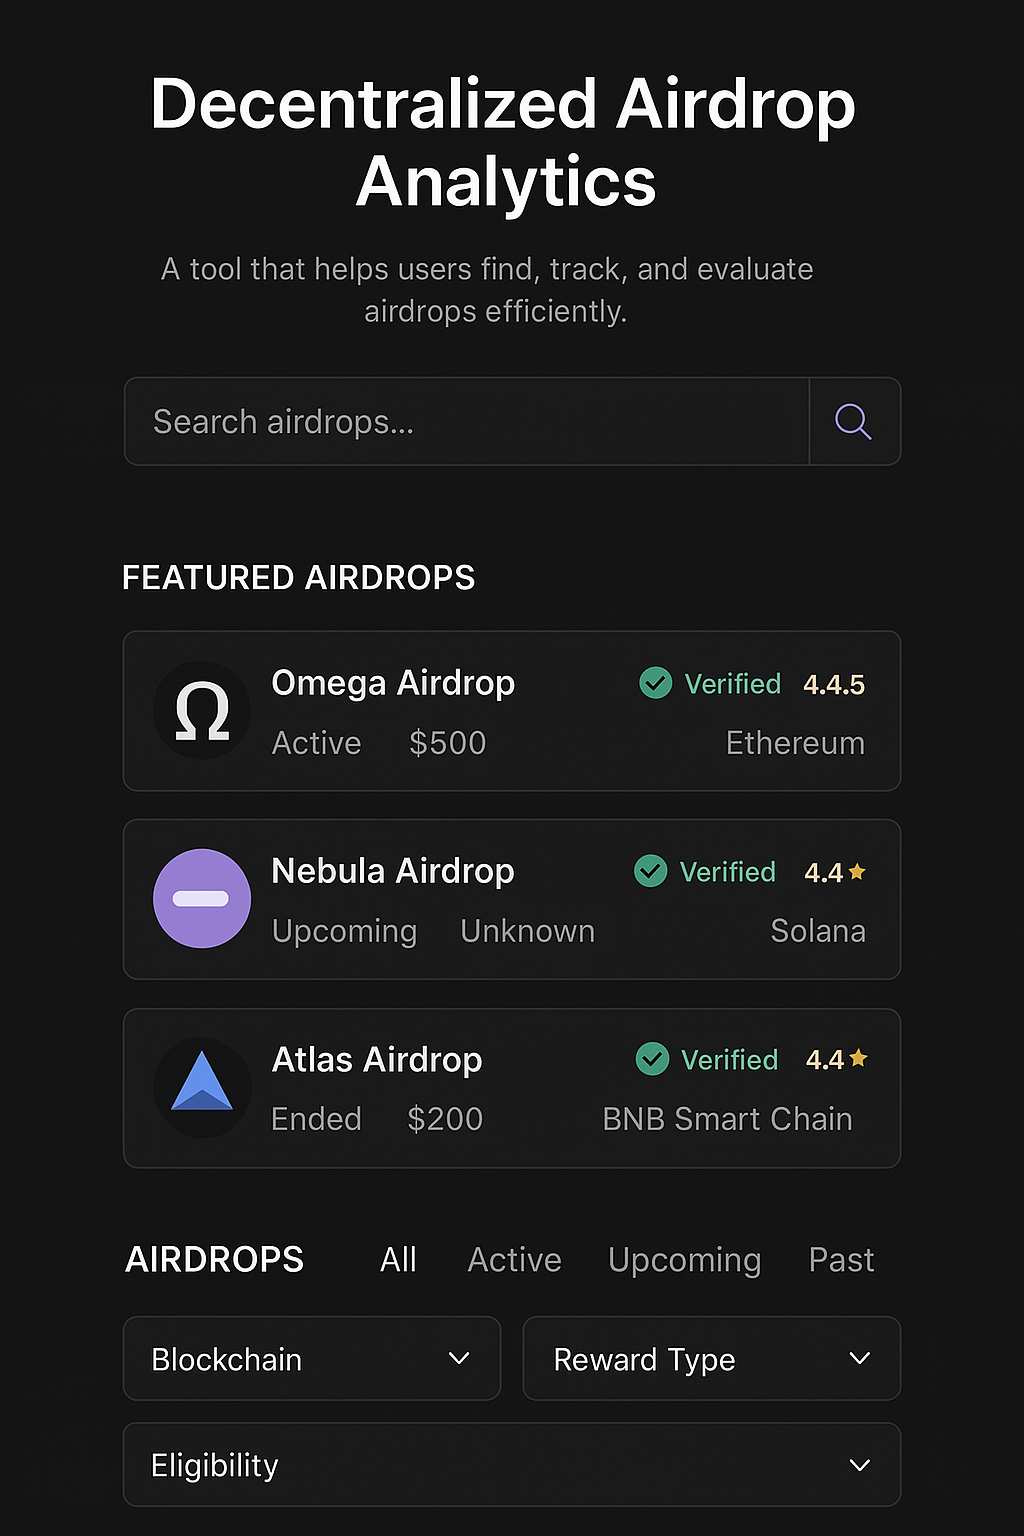 Decentralized Airdrop
Analytics
A tool that helps users find, track, and evaluate
airdrops efficiently.
Search airdrops...
FEATURED AIRDROPS
Ω
Omega Airdrop Verified 4.4.5
Active $500 Ethereum
Nebula Airdrop Verified 4.4★
Upcoming Unknown Solana
Atlas Airdrop Verified 4.4★
Ended $200 BNB Smart Chain
AIRDROPS All Active Upcoming Past
Blockchain Reward Type
Eligibility